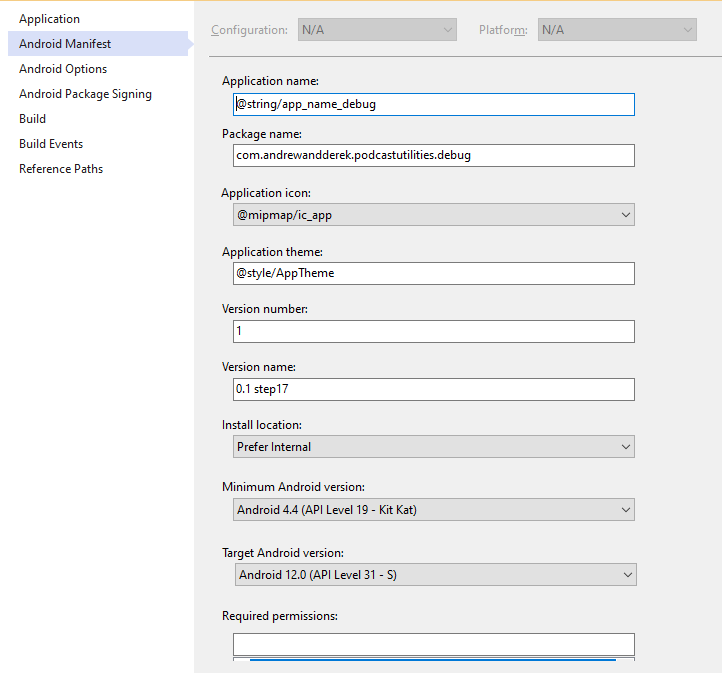 Application
Android Manifest
Android Options
Android Package Signing
Build
Build Events
Reference Paths
Configuration: N/A Platform: N/A
Application name:
@string/app_name_debug
Package name:
com.andrewandderek.podcastutilities.debug
Application icon:
@mipmap/ic_app
Application theme:
@style/AppTheme
Version number:
1
Version name:
0.1 step17
Install location:
Prefer Internal
Minimum Android version:
Android 4.4 (API Level 19 - Kit Kat)
Target Android version:
Android 12.0 (API Level 31 - S)
Required permissions: